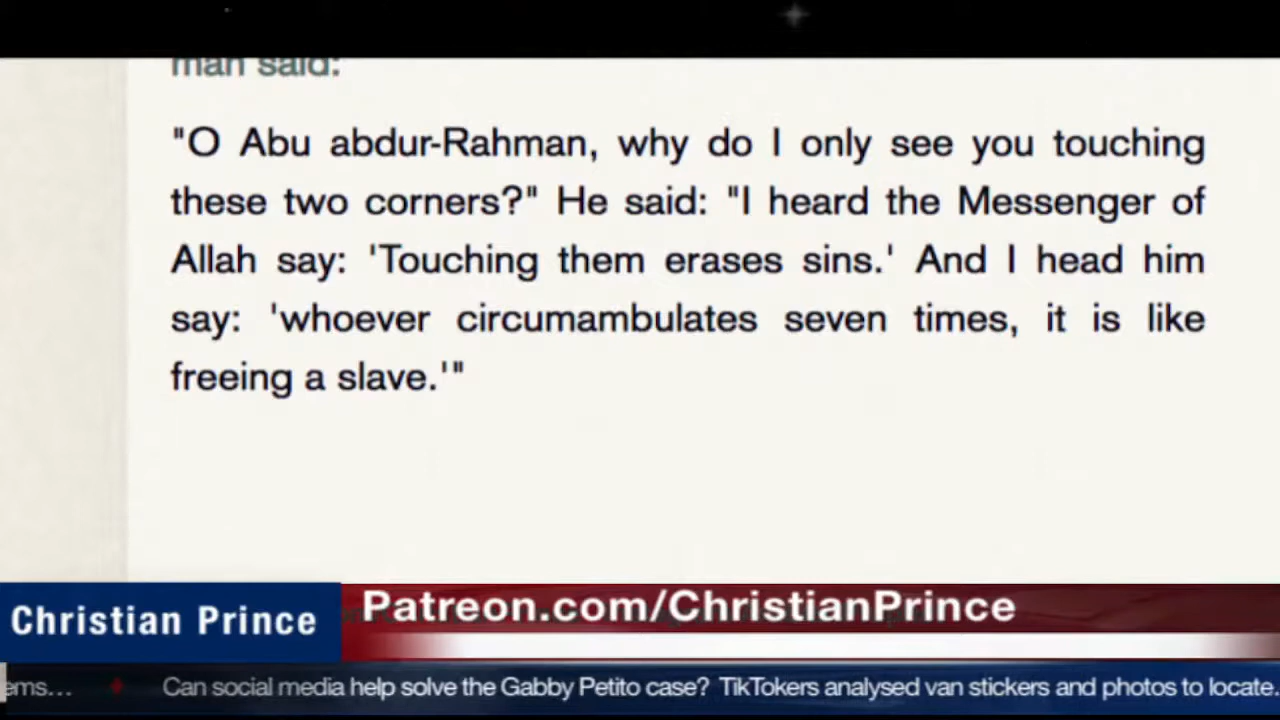 man said:
"O Abu abdur-Rahman, why do I only see you touching
these two corners?" He said: "I heard the Messenger of
Allah say: 'Touching them erases sins.' And I head him
say: 'whoever circumambulates seven times, it is like
freeing a slave.'"
Christian Prince
Patreon.com/ChristianPrince
ems... Can social media help solve the Gabby Petito case? TikTokers analysed van stickers and photos to locate.